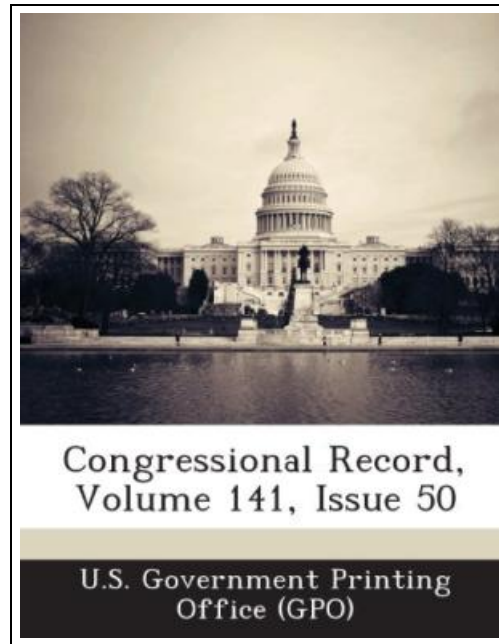 Congressional Record,
Volume 141, Issue 50
U.S. Government Printing
Office (GPO)